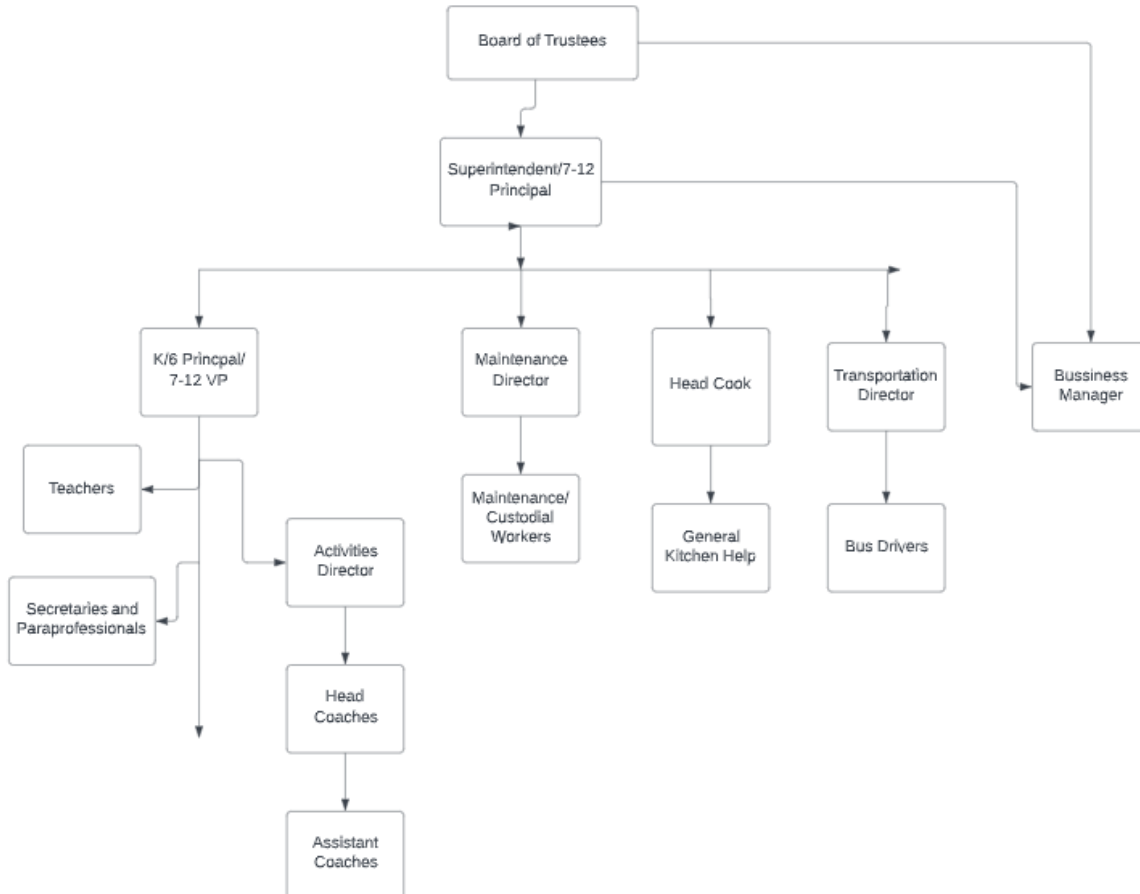 Board of Trustees
Superintendent/7-12
Principal
K/6 Princpal/
7-12 VP
Maintenance
Director
Head Cook
Transportation
Director
Bussiness
Manager
Teachers
Maintenance/
Custodial
Workers
General
Kitchen Help
Bus Drivers
Activities
Director
Secretaries and
Paraprofessionals
Head
Coaches
Assistant
Coaches